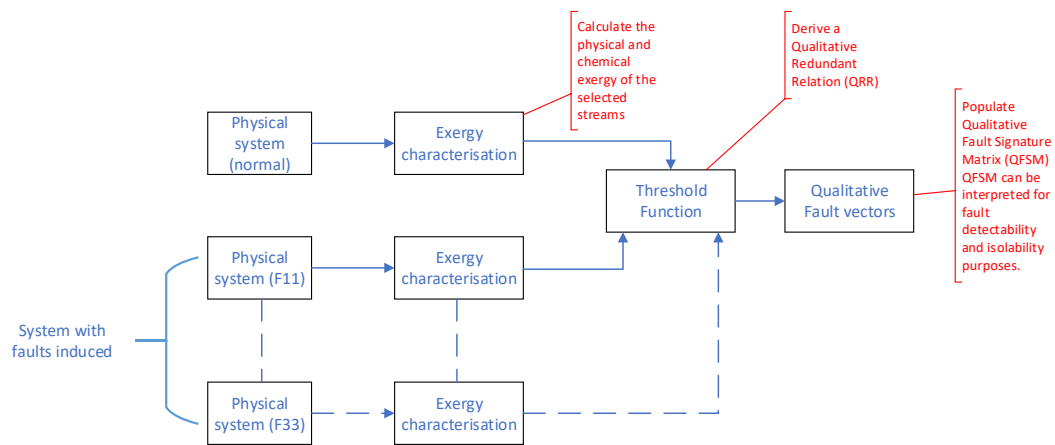 Calculate the
physical and
chemical
exergy of the
selected
streams
Derive a
Qualitative
Redundant
Relation (QRR)
Populate
Qualitative
Fault Signature
Matrix (QFSM)
QFSM can be
interpreted for
fault
detectability
and isolability
purposes.
Physical
system
(normal)
Exergy
characterisation
Threshold
Function
Qualitative
Fault vectors
Physical
system (F11)
Exergy
characterisation
System with
faults induced
Physical
system (F33)
Exergy
characterisation